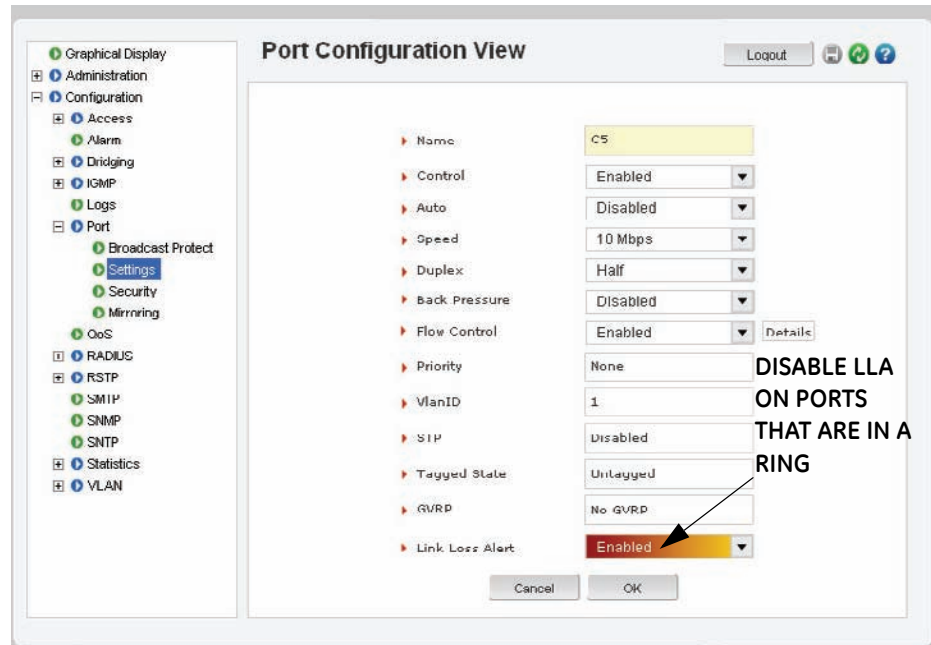 Port Configuration View
Logout
Graphical Display
Administration
Configuration
Access
Alarm
Bridging
IGMP
Logs
Port
Broadcast Protect
Settings
Security
Mirroring
QoS
RADIUS
RSTP
SMTP
SNMP
SNTP
Statistics
VLAN
Name C5
Control Enabled
Auto Disabled
Speed 10 Mbps
Duplex Half
Back Pressure Disabled
Flow Control Enabled Details
Priority None
VlanID 1
STP Disabled
Tagged State Untagged
GVRP No GVRP
Link Loss Alert Enabled
Cancel OK
DISABLE LLA
ON PORTS
THAT ARE IN A
RING